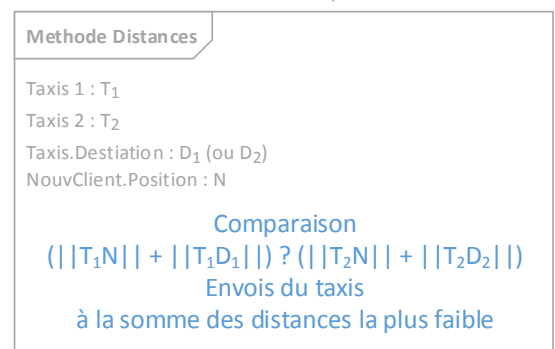 Methode Distances
Taxis 1 : T₁
Taxis 2 : T₂
Taxis.Destiation : D₁ (ou D₂)
NouvClient.Position : N
Comparaison
(||T₁N|| + ||T₁D₁||) ? (||T₂N|| + ||T₂D₂||)
Envois du taxis
à la somme des distances la plus faible